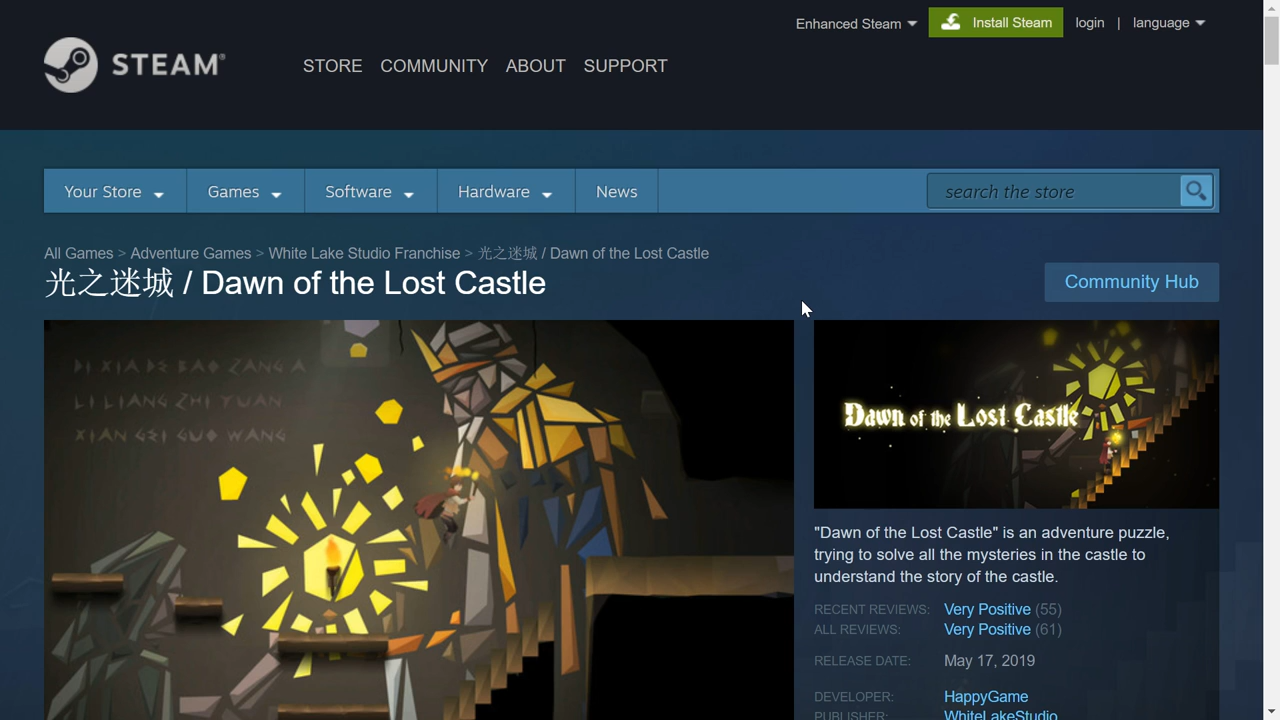 Enhanced Steam
Install Steam
login | language
STEAM®
STORE COMMUNITY ABOUT SUPPORT
Your Store Games Software Hardware News
search the store
All Games > Adventure Games > White Lake Studio Franchise > 光之迷城 / Dawn of the Lost Castle
光之迷城 / Dawn of the Lost Castle
Community Hub
DI XIA DE BAO ZANG A
LI LIANG ZHI YUAN
XIAN GEI GUO WANG
Dawn of the Lost Castle
"Dawn of the Lost Castle" is an adventure puzzle,
trying to solve all the mysteries in the castle to
understand the story of the castle.
RECENT REVIEWS: Very Positive (55)
ALL REVIEWS: Very Positive (61)
RELEASE DATE: May 17, 2019
DEVELOPER: HappyGame
PUBLISHER: WhiteLakeStudio